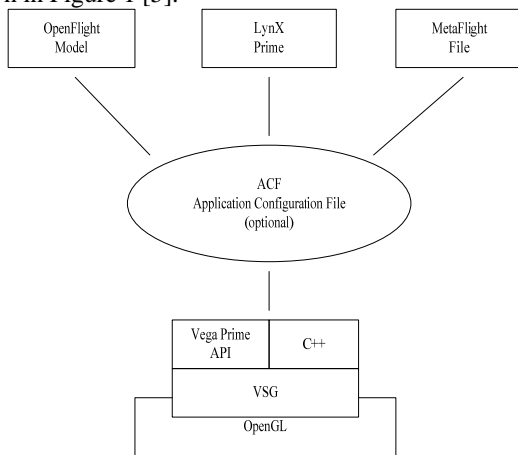 n in Figure 1 [3].
OpenFlight
Model
LynX
Prime
MetaFlight
File
ACF
Application Configuration File
(optional)
Vega Prime
API
C++
VSG
OpenGL